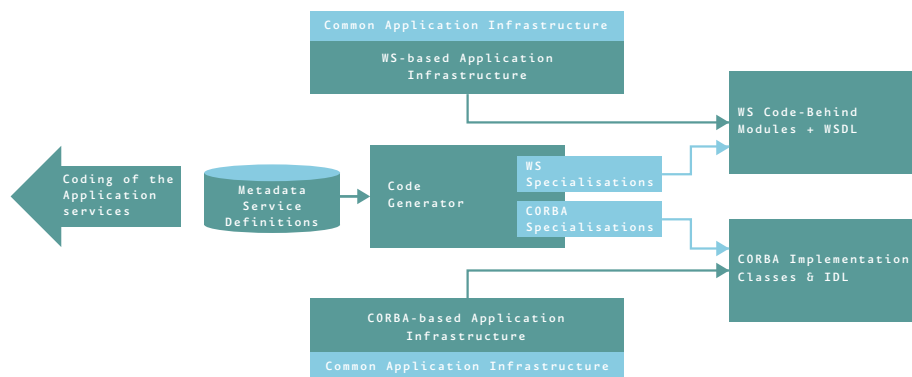 Common Application Infrastructure
WS-based Application
Infrastructure
WS Code-Behind
Modules + WSDL
Coding of the
Application
services
Metadata
Service
Definitions
Code
Generator
WS
Specialisations
CORBA
Specialisations
CORBA Implementation
Classes & IDL
CORBA-based Application
Infrastructure
Common Application Infrastructure